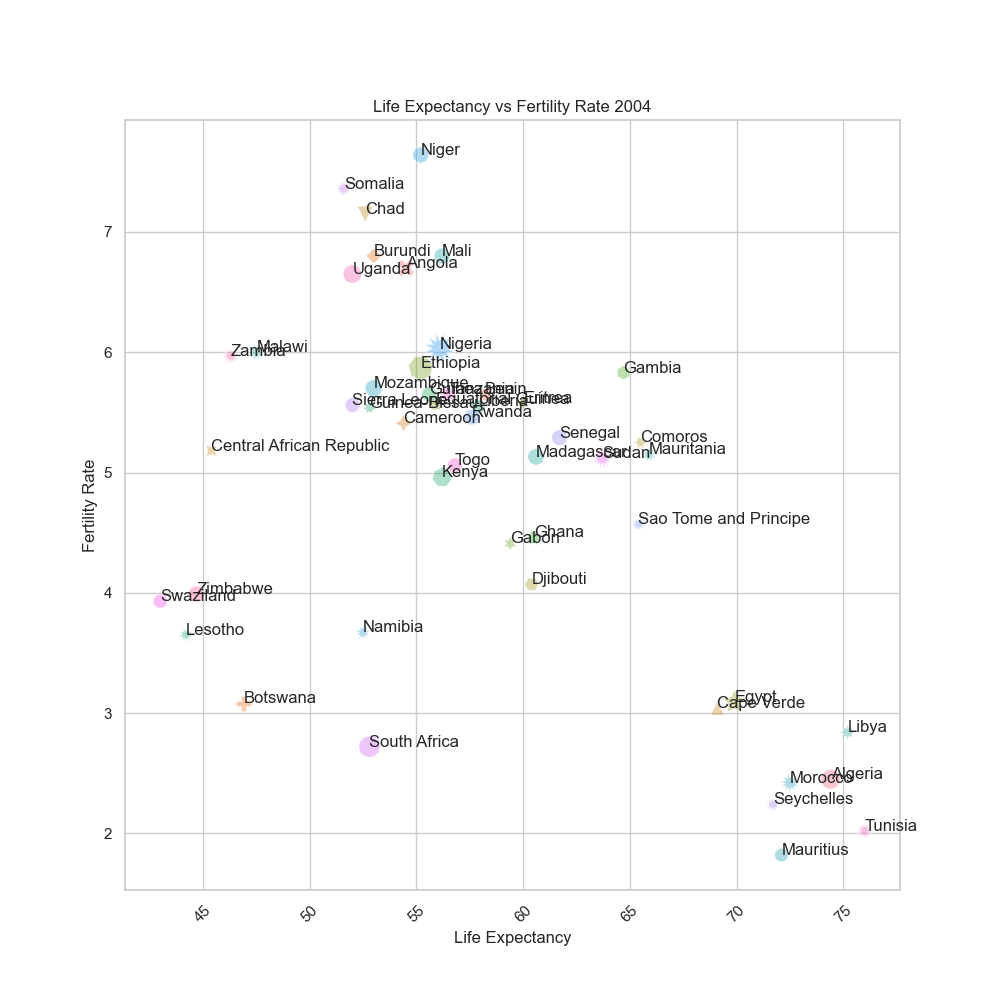 Life Expectancy vs Fertility Rate 2004
Niger
Somalia
Chad
Burundi
Mali
Angola
Uganda
Nigeria
Malawi
Zambia
Ethiopia
Gambia
Mozambique
Guinea
Tanzania
Benin
Sierra Leone
Guinea-Bissau
Equatorial Guinea
Liberia
Eritrea
Rwanda
Cameroon
Senegal
Comoros
Central African Republic
Madagascar
Sudan
Mauritania
Togo
Kenya
Sao Tome and Principe
Ghana
Gabon
Djibouti
Zimbabwe
Swaziland
Lesotho
Namibia
Botswana
Egypt
Cape Verde
Libya
South Africa
Morocco
Algeria
Seychelles
Tunisia
Mauritius
7
6
5
4
3
2
Fertility Rate
45
50
55
60
65
70
75
Life Expectancy